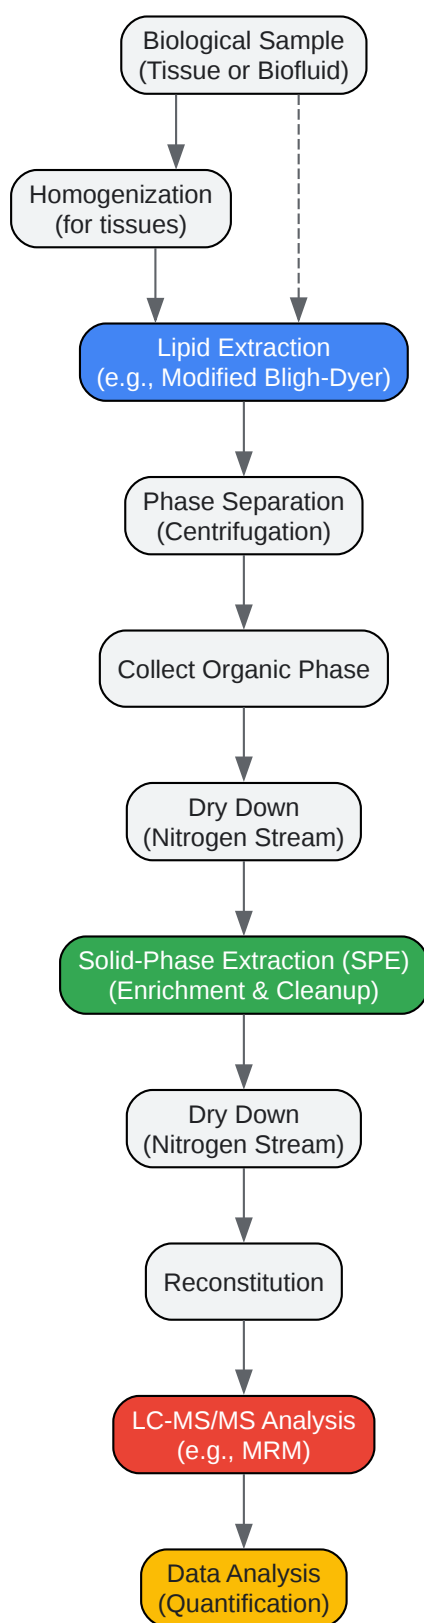 Biological Sample
(Tissue or Biofluid)
Homogenization
(for tissues)
Lipid Extraction
(e.g., Modified Bligh-Dyer)
Phase Separation
(Centrifugation)
Collect Organic Phase
Dry Down
(Nitrogen Stream)
Solid-Phase Extraction (SPE)
(Enrichment & Cleanup)
Dry Down
(Nitrogen Stream)
Reconstitution
LC-MS/MS Analysis
(e.g., MRM)
Data Analysis
(Quantification)